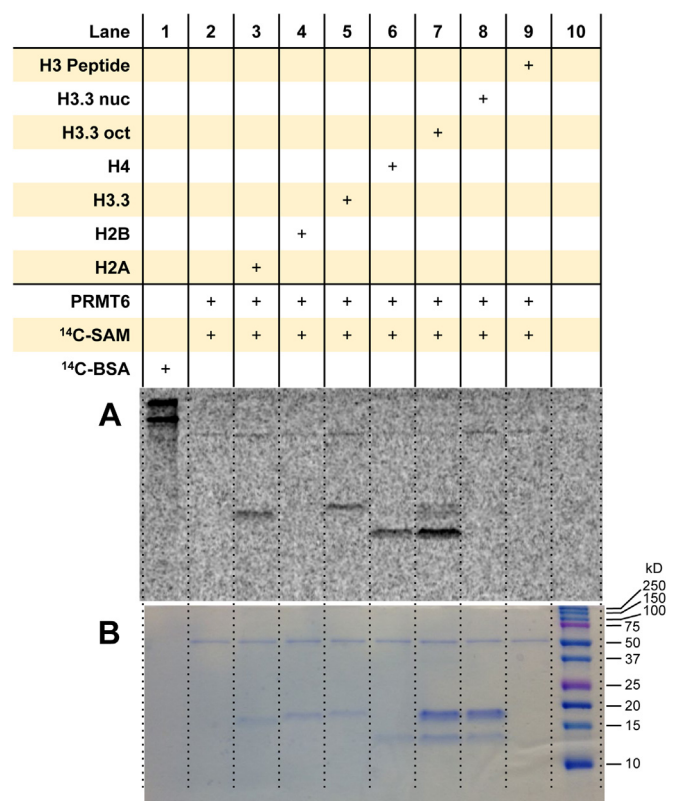 Lane 1 2 3 4 5 6 7 8 9 10
H3 Peptide +
H3.3 nuc +
H3.3 oct +
H4 +
H3.3 +
H2B +
H2A +
PRMT6 + + + + + + + +
¹⁴C-SAM + + + + + + + +
¹⁴C-BSA +
A
kD
250
150
100
B
75
50
37
25
20
15
10